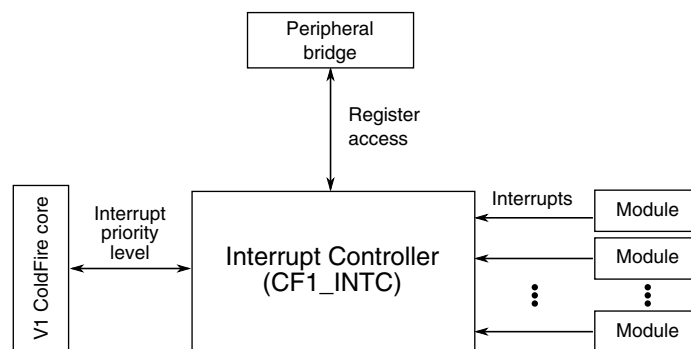 Peripheral
bridge
Register
access
V1 ColdFire core
Interrupt
priority
level
Interrupt Controller
(CF1_INTC)
Interrupts
Module
Module
Module